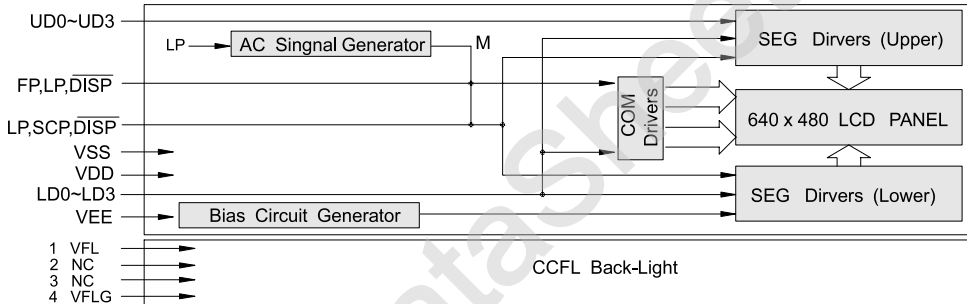 UD0~UD3
LP
AC Singnal Generator
M
SEG Dirvers (Upper)
FP,LP,DISP
COM
Drivers
640 x 480 LCD PANEL
LP,SCP,DISP
VSS
VDD
LD0~LD3
SEG Dirvers (Lower)
VEE
Bias Circuit Generator
1 VFL
2 NC
3 NC
4 VFLG
CCFL Back-Light